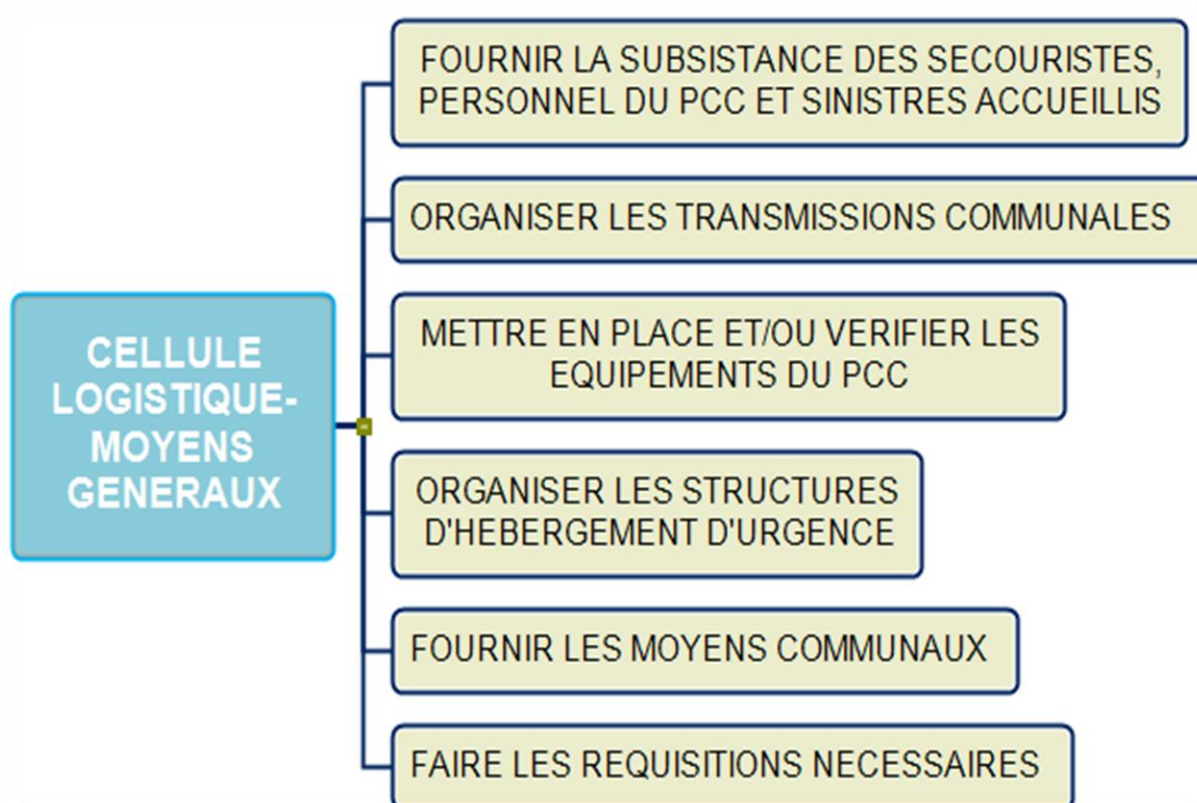 FOURNIR LA SUBSISTANCE DES SECOURISTES,
PERSONNEL DU PCC ET SINISTRES ACCUEILLIS
ORGANISER LES TRANSMISSIONS COMMUNALES
CELLULE
LOGISTIQUE-
MOYENS
GENERAUX
METTRE EN PLACE ET/OU VERIFIER LES
EQUIPEMENTS DU PCC
ORGANISER LES STRUCTURES
D'HEBERGEMENT D'URGENCE
FOURNIR LES MOYENS COMMUNAUX
FAIRE LES REQUISITIONS NECESSAIRES